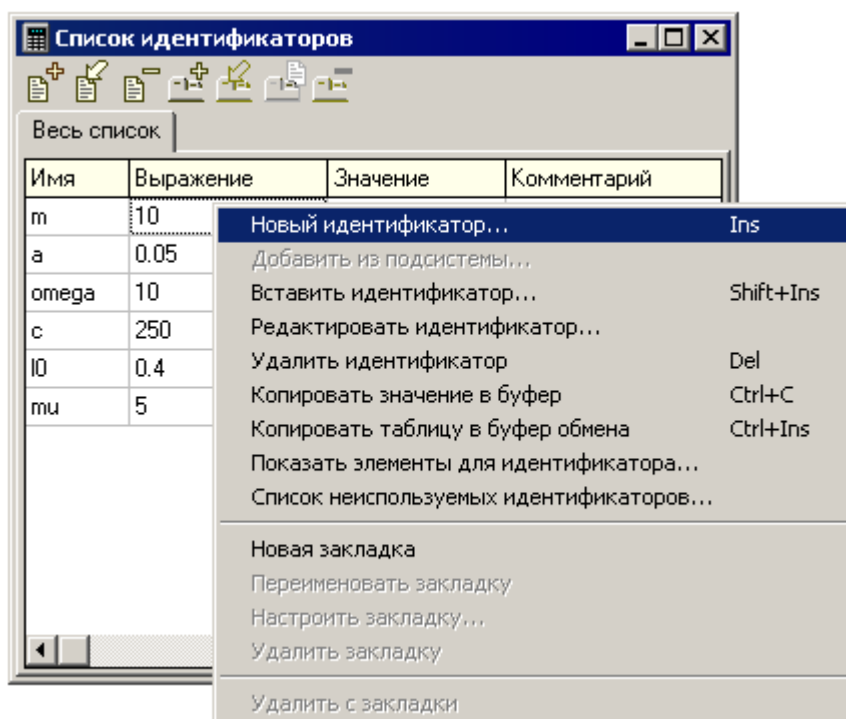 Список идентификаторов
Весь список
Имя Выражение Значение Комментарий
m 10
a 0.05
omega 10
c 250
l0 0.4
mu 5
Новый идентификатор... Ins
Добавить из подсистемы...
Вставить идентификатор... Shift+Ins
Редактировать идентификатор...
Удалить идентификатор Del
Копировать значение в буфер Ctrl+C
Копировать таблицу в буфер обмена Ctrl+Ins
Показать элементы для идентификатора...
Список неиспользуемых идентификаторов...
Новая закладка
Переименовать закладку
Настроить закладку...
Удалить закладку
Удалить с закладки